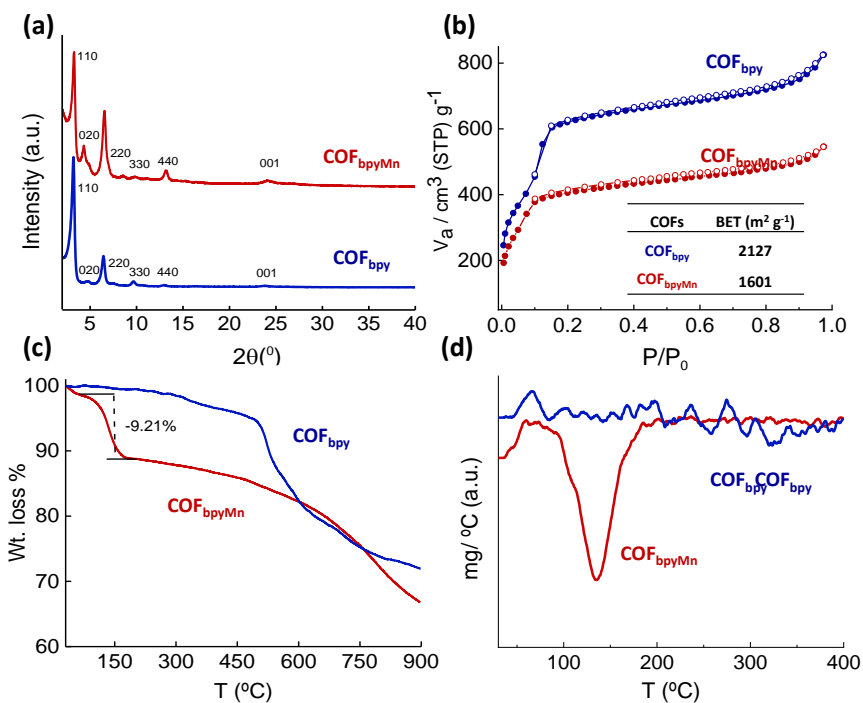 (a)
Intensity (a.u.)
110
020
220
330
440
001
COFbpyMn
110
020
220
330
440
001
COFbpy
5 10 15 20 25 30 35 40
2θ(⁰)
(b)
Va / cm³ (STP) g⁻¹
800
600
400
200
COFbpy
COFbpyMn
COFs BET (m² g⁻¹)
COFbpy 2127
COFbpyMn 1601
0.0 0.2 0.4 0.6 0.8 1.0
P/P₀
(c)
Wt. loss %
100
90
80
70
60
-9.21%
COFbpy
COFbpyMn
150 300 450 600 750 900
T (ºC)
(d)
mg/ ºC (a.u.)
COFbpyCOFbpy
COFbpyMn
100 200 300 400
T (ºC)